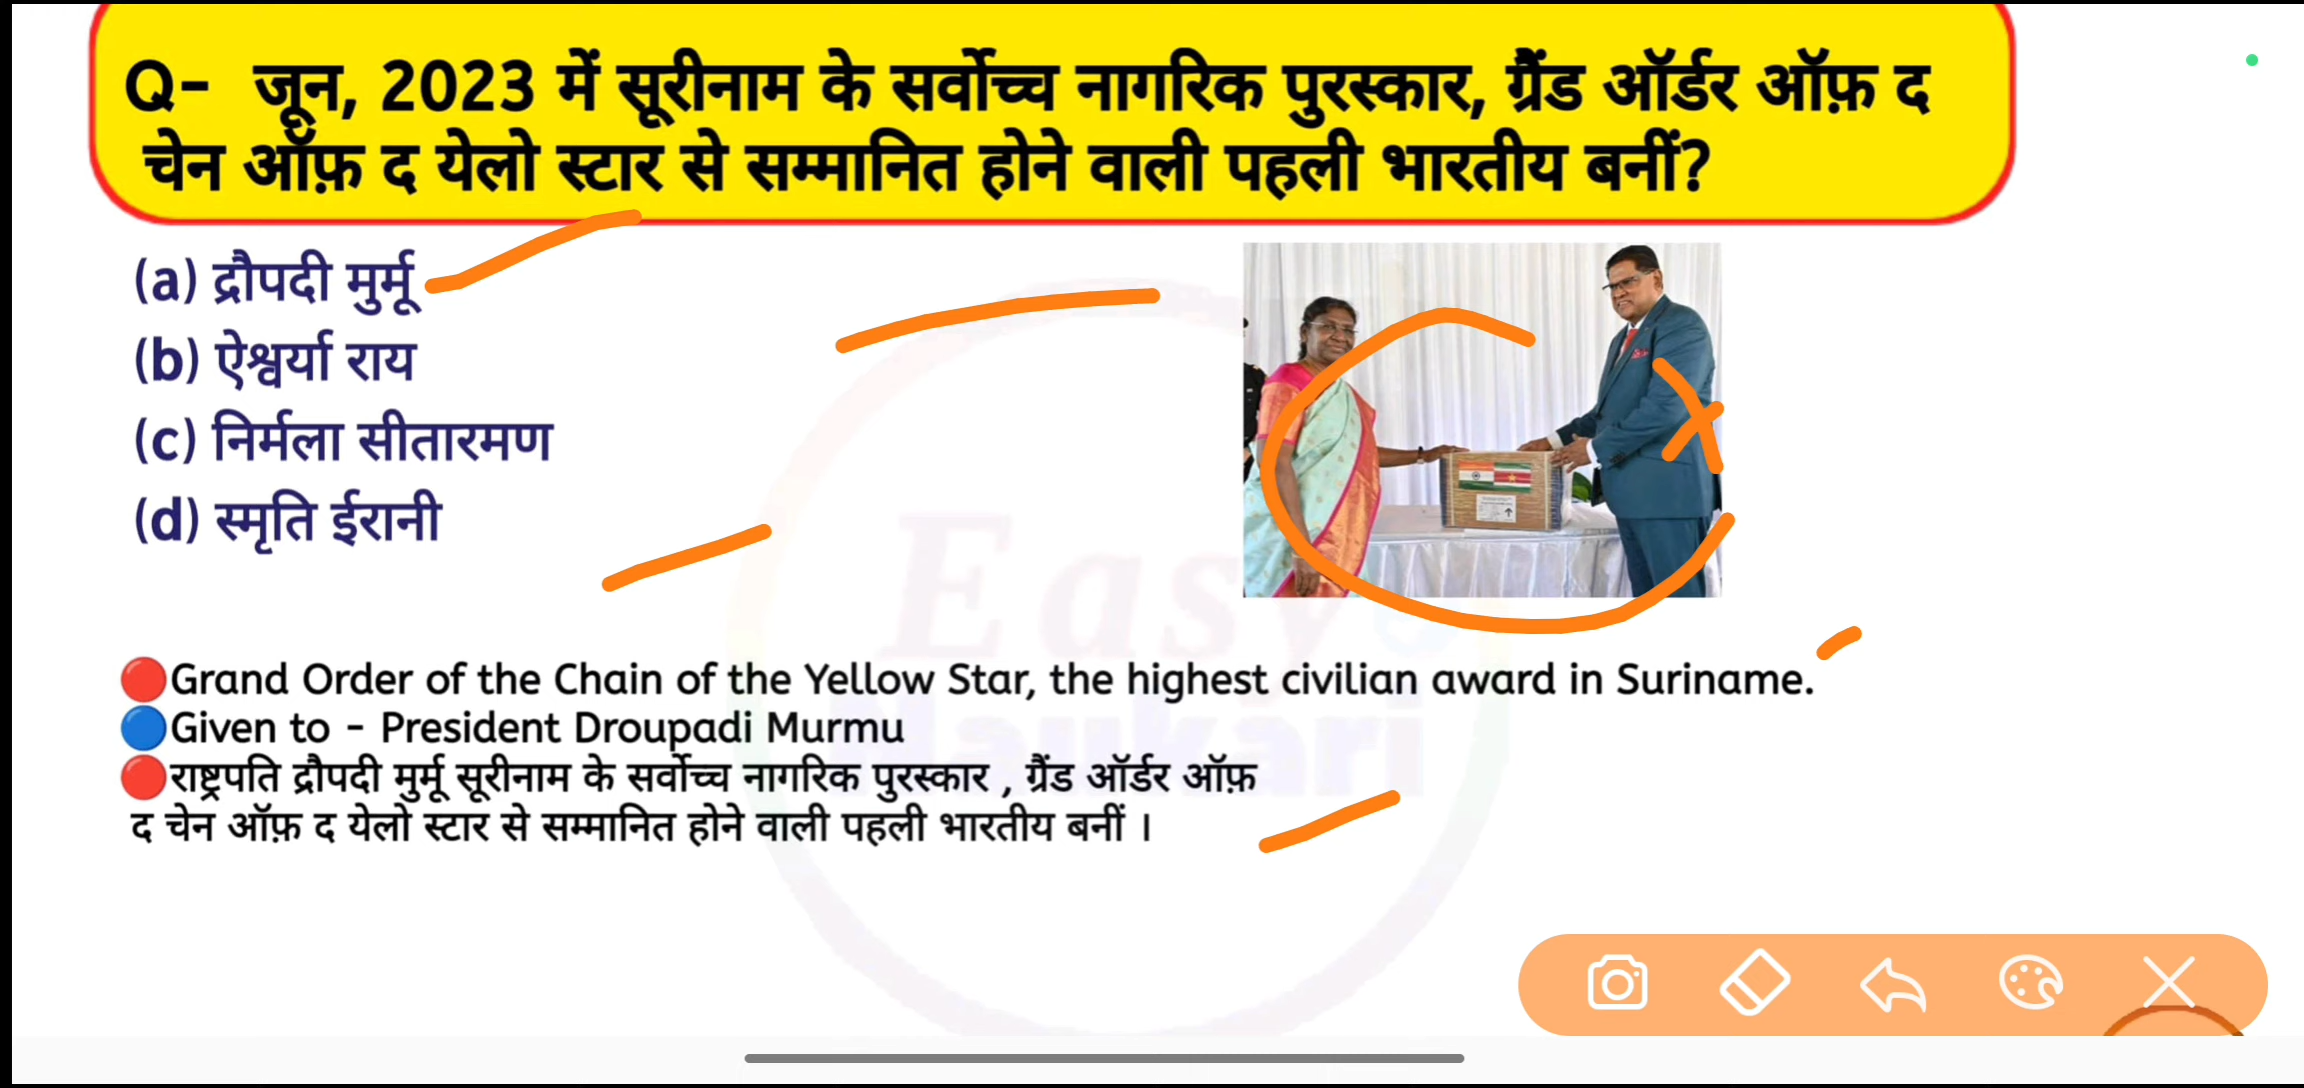 Q- जून, 2023 में सूरीनाम के सर्वोच्च नागरिक पुरस्कार, ग्रैंड ऑर्डर ऑफ़ द
चेन ऑफ़ द येलो स्टार से सम्मानित होने वाली पहली भारतीय बनीं?
(a) द्रौपदी मुर्मू
(b) ऐश्वर्या राय
(c) निर्मला सीतारमण
(d) स्मृति ईरानी
Easy
Naukari
Grand Order of the Chain of the Yellow Star, the highest civilian award in Suriname.
Given to - President Droupadi Murmu
राष्ट्रपति द्रौपदी मुर्मू सूरीनाम के सर्वोच्च नागरिक पुरस्कार , ग्रैंड ऑर्डर ऑफ़
द चेन ऑफ़ द येलो स्टार से सम्मानित होने वाली पहली भारतीय बनीं ।